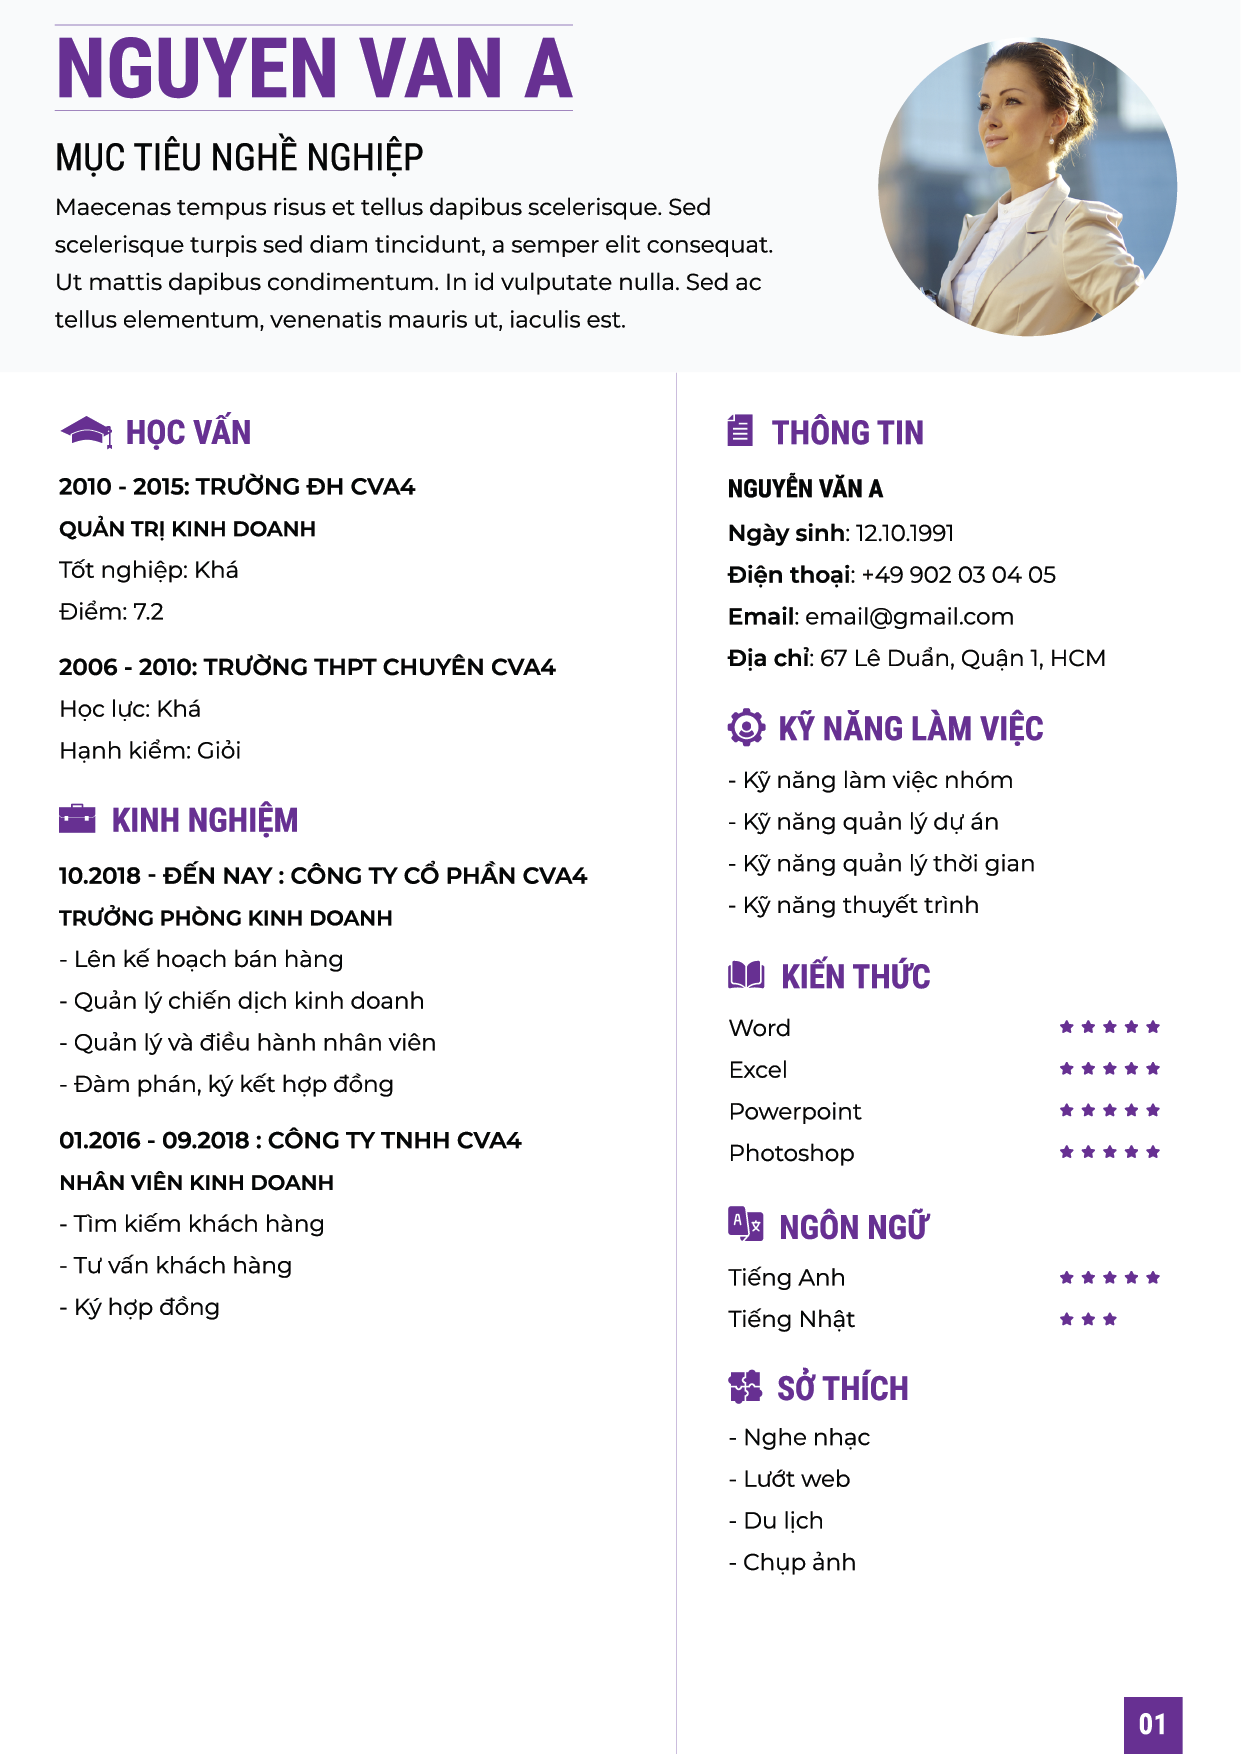 NGUYEN VAN A
MỤC TIÊU NGHỀ NGHIỆP
Maecenas tempus risus et tellus dapibus scelerisque. Sed
scelerisque turpis sed diam tincidunt, a semper elit consequat.
Ut mattis dapibus condimentum. In id vulputate nulla. Sed ac
tellus elementum, venenatis mauris ut, iaculis est.
HỌC VẤN
2010 - 2015: TRƯỜNG ĐH CVA4
QUẢN TRỊ KINH DOANH
Tốt nghiệp: Khá
Điểm: 7.2
2006 - 2010: TRƯỜNG THPT CHUYÊN CVA4
Học lực: Khá
Hạnh kiểm: Giỏi
KINH NGHIỆM
10.2018 - ĐẾN NAY : CÔNG TY CỔ PHẦN CVA4
TRƯỞNG PHÒNG KINH DOANH
- Lên kế hoạch bán hàng
- Quản lý chiến dịch kinh doanh
- Quản lý và điều hành nhân viên
- Đàm phán, ký kết hợp đồng
01.2016 - 09.2018 : CÔNG TY TNHH CVA4
NHÂN VIÊN KINH DOANH
- Tìm kiếm khách hàng
- Tư vấn khách hàng
- Ký hợp đồng
THÔNG TIN
NGUYỄN VĂN A
Ngày sinh: 12.10.1991
Điện thoại: +49 902 03 04 05
Email: email@gmail.com
Địa chỉ: 67 Lê Duẩn, Quận 1, HCM
KỸ NĂNG LÀM VIỆC
- Kỹ năng làm việc nhóm
- Kỹ năng quản lý dự án
- Kỹ năng quản lý thời gian
- Kỹ năng thuyết trình
KIẾN THỨC
Word
Excel
Powerpoint
Photoshop
NGÔN NGỮ
Tiếng Anh
Tiếng Nhật
SỞ THÍCH
- Nghe nhạc
- Lướt web
- Du lịch
- Chụp ảnh
01